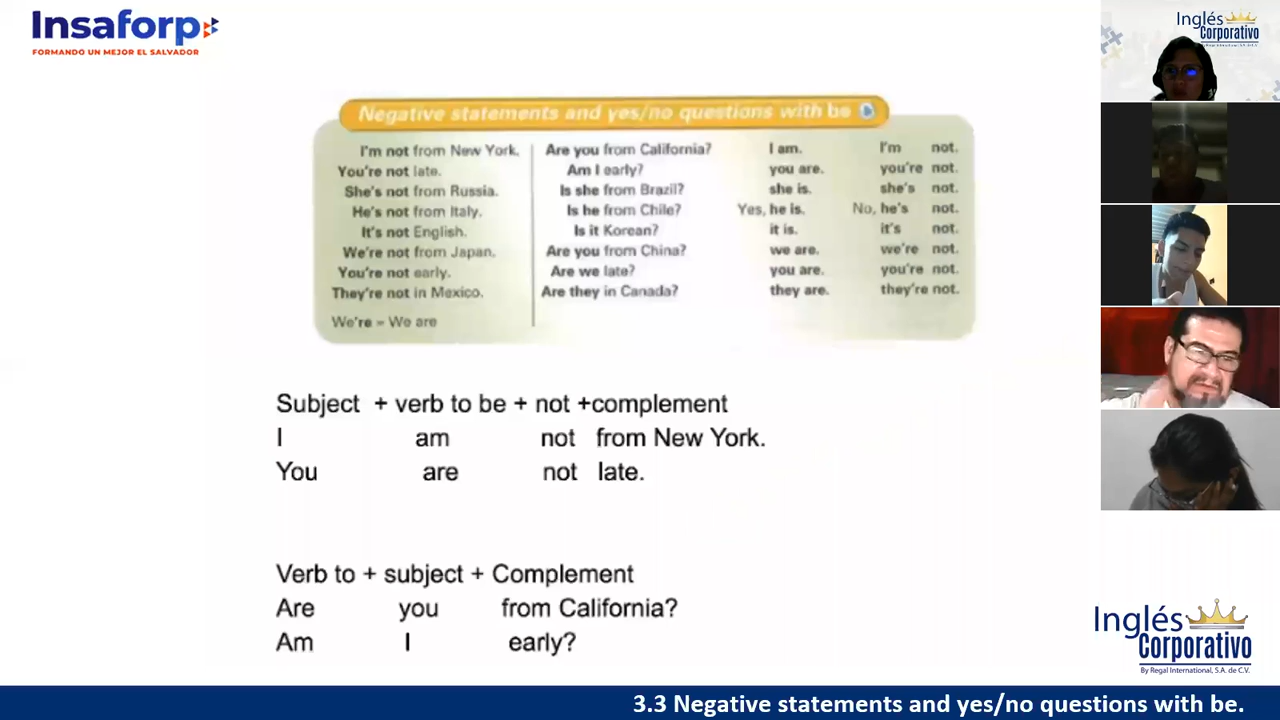 Insaforp
FORMANDO UN MEJOR EL SALVADOR
Inglés
Corporativo
Negative statements and yes/no questions with be
I'm not from New York.
You're not late.
She's not from Russia.
He's not from Italy.
It's not English.
We're not from Japan.
You're not early.
They're not in Mexico.
We're = We are
Are you from California? I am. I'm not.
Am I early? you are. you're not.
Is she from Brazil? she is. she's not.
Is he from Chile? Yes, he is. No, he's not.
Is it Korean? it is. it's not.
Are you from China? we are. we're not.
Are we late? you are. you're not.
Are they in Canada? they are. they're not.
Subject + verb to be + not +complement
I am not from New York.
You are not late.
Verb to + subject + Complement
Are you from California?
Am I early?
Inglés
Corporativo
By Regal International, S.A. de C.V.
3.3 Negative statements and yes/no questions with be.